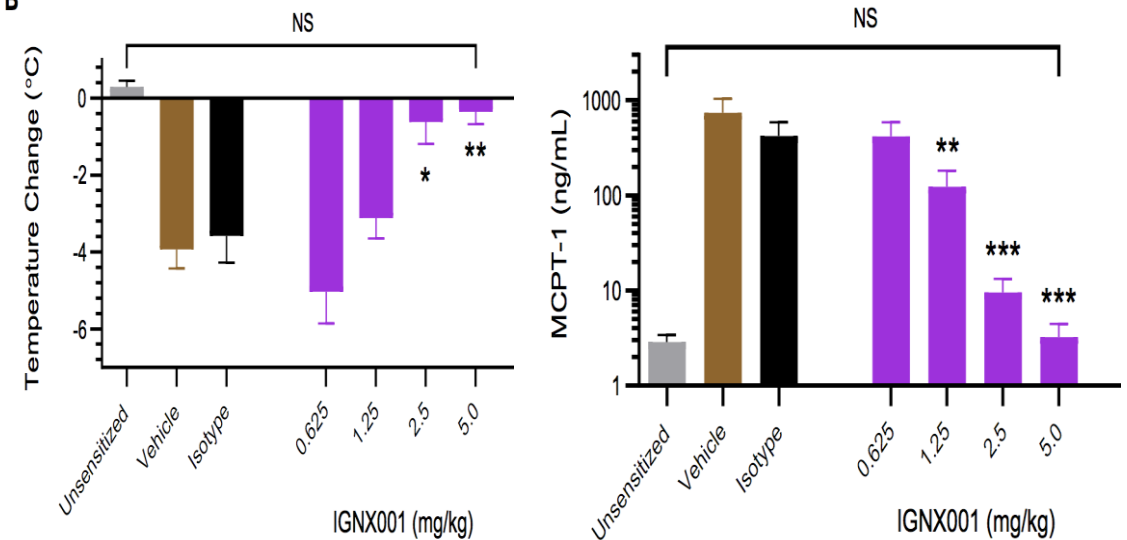 B
NS
Temperature Change (°C)
0
-2
-4
-6
*
**
Unsensitized
Vehicle
Isotype
0.625
1.25
2.5
5.0
IGNX001 (mg/kg)
NS
MCPT-1 (ng/mL)
1000
100
10
1
**
***
***
Unsensitized
Vehicle
Isotype
0.625
1.25
2.5
5.0
IGNX001 (mg/kg)